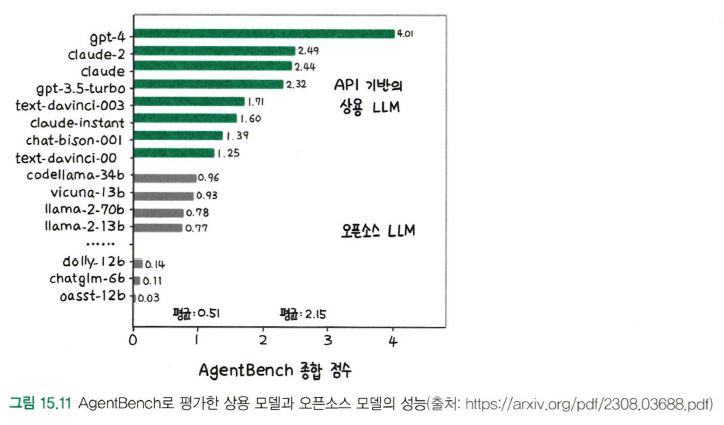 gpt-4 4.01
claude-2 2.49
claude 2.44
gpt-3.5-turbo 2.32
API 기반의
상용 LLM
text-davinci-003 1.71
claude-instant 1.60
chat-bison-001 1.39
text-davinci-00 1.25
codellama-34b 0.96
vicuna-13b 0.93
llama-2-70b 0.78
llama-2-13b 0.77
오픈소스 LLM
......
dolly-12b 0.14
chatglm-6b 0.11
oasst-12b 0.03
평균:0.51 평균:2.15
0 1 2 3 4
AgentBench 종합 점수
그림 15.11 AgentBench로 평가한 상용 모델과 오픈소스 모델의 성능(출처: https://arxiv.org/pdf/2308.03688.pdf)